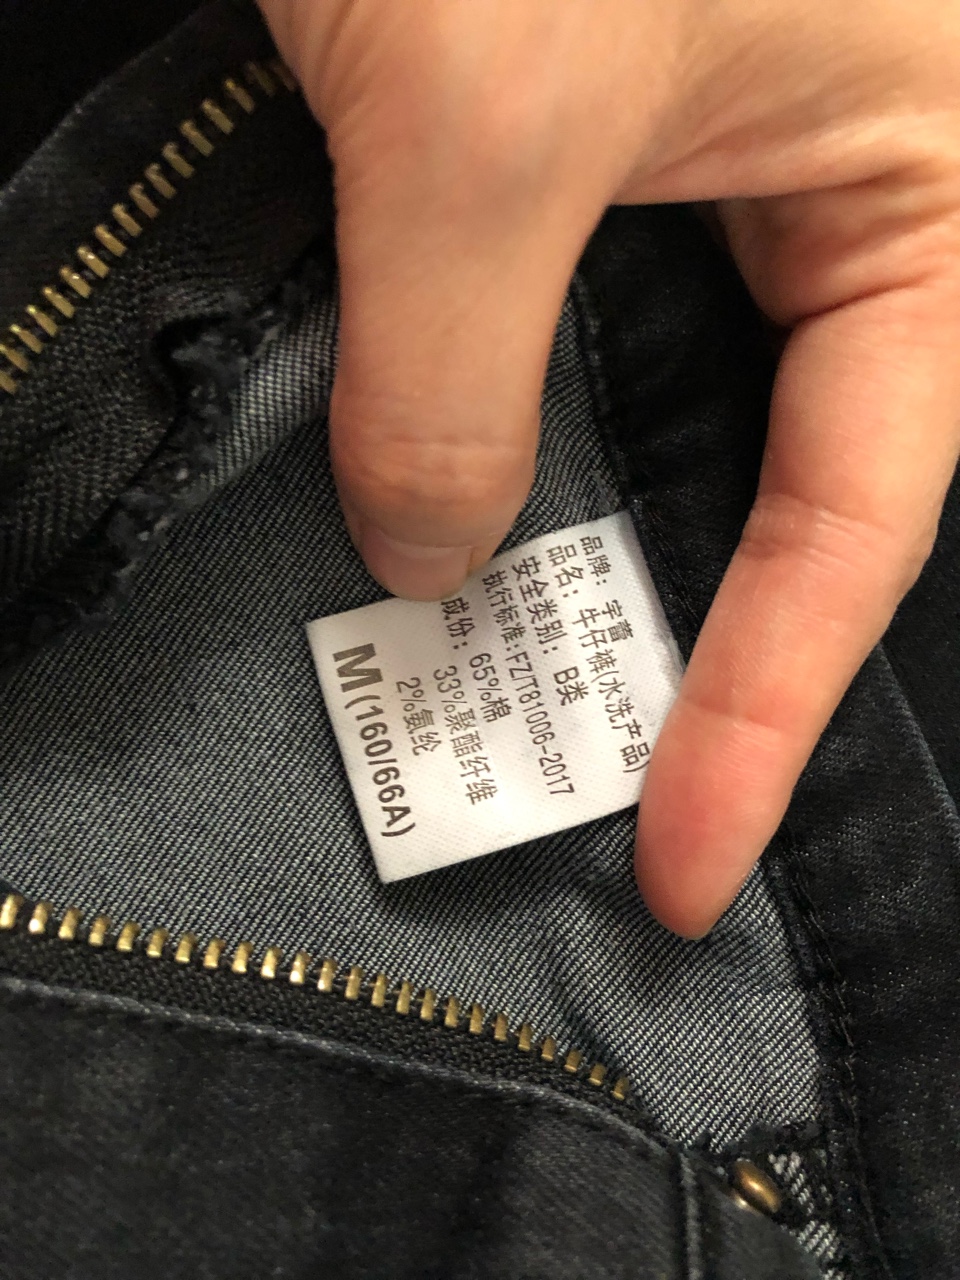 品牌：字蕾
品名：牛仔裤(水洗产品)
安全类别：B类
执行标准:FZ/T81006-2017
成份：65%棉
33%聚酯纤维
2%氨纶
M(160/66A)